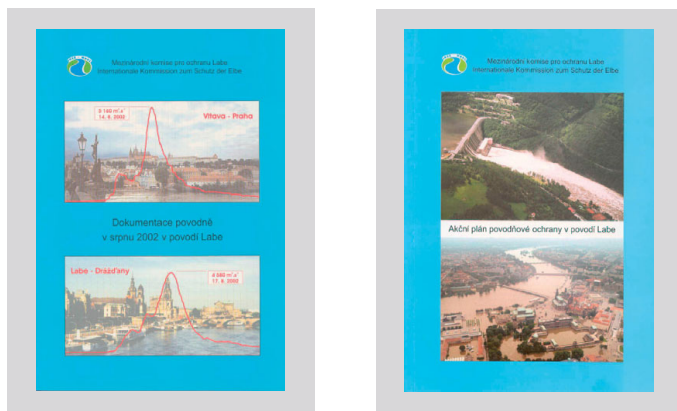 Mezinárodní komise pro ochranu Labe
Internationale Kommission zum Schutz der Elbe
5 160 m³.s⁻¹
14. 8. 2002
Vltava - Praha
Dokumentace povodně
v srpnu 2002 v povodí Labe
Labe - Drážďany
4 580 m³.s⁻¹
17. 8. 2002
Mezinárodní komise pro ochranu Labe
Internationale Kommission zum Schutz der Elbe
Akční plán povodňové ochrany v povodí Labe